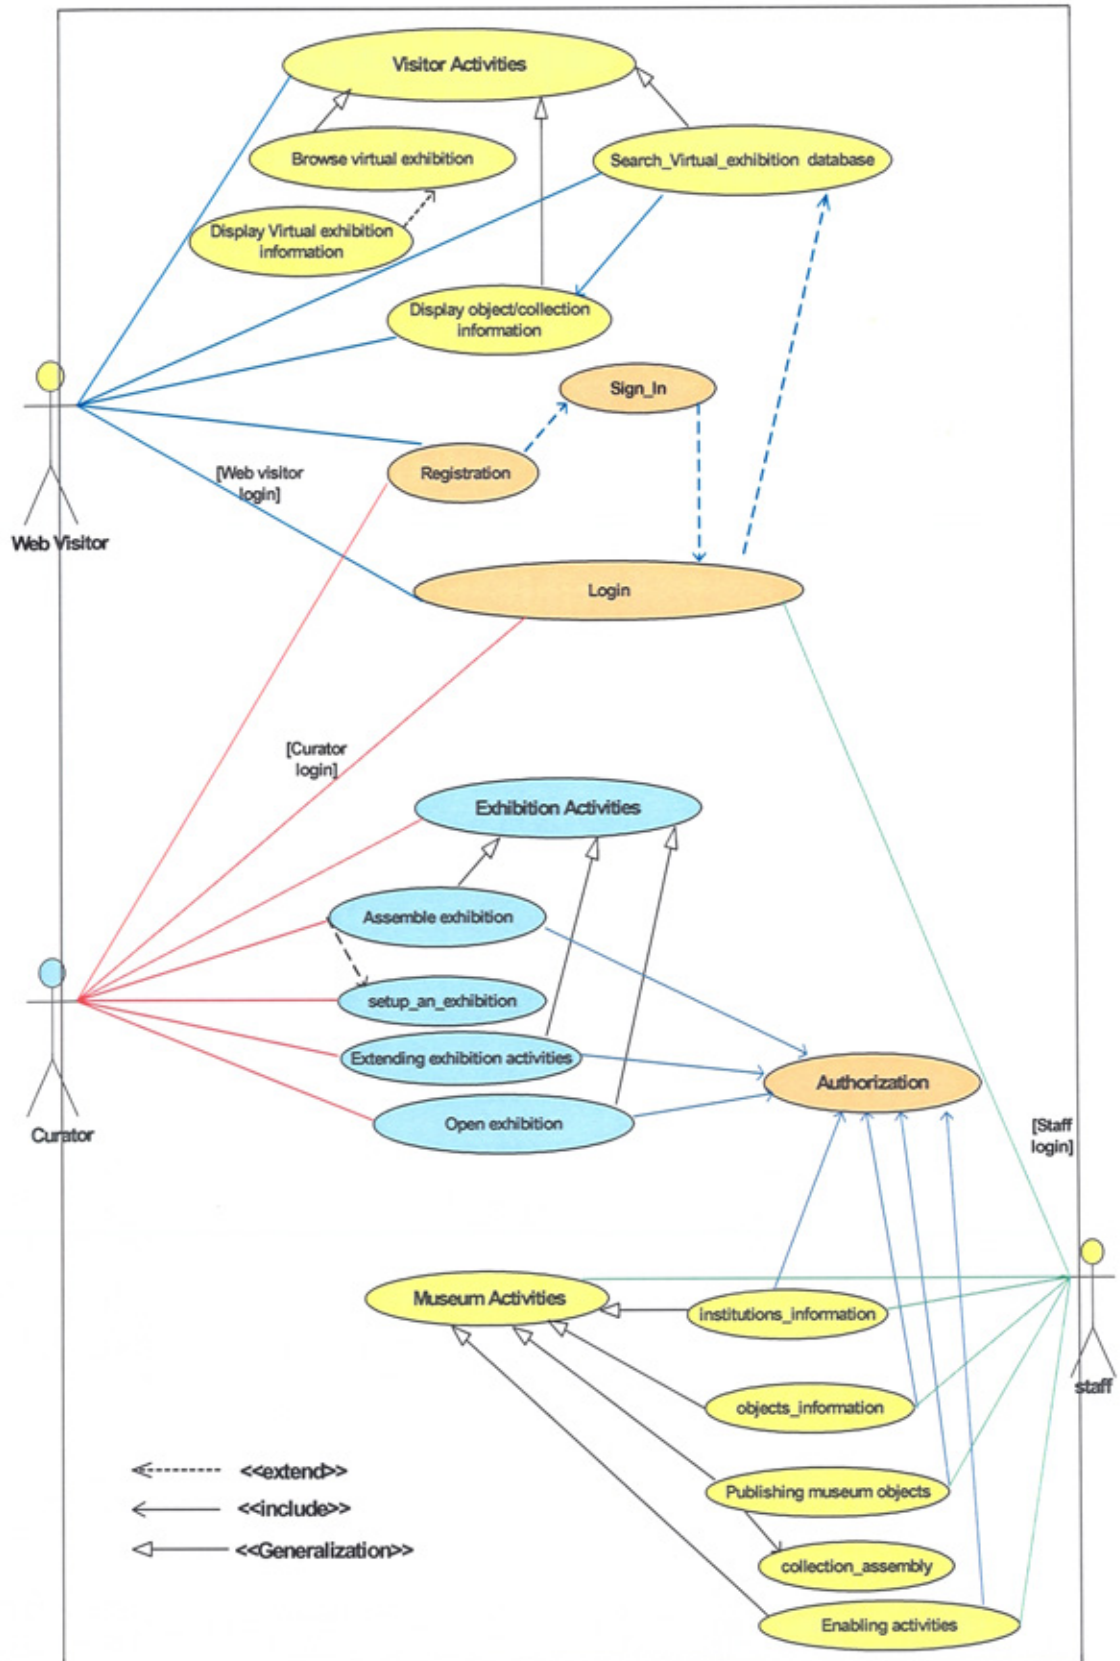 Visitor Activities
Browse virtual exhibition
Search_Virtual_exhibition database
Display Virtual exhibition
information
Display object/collection
information
Sign_In
Registration
[Web visitor
login]
Web Visitor
Login
[Curator
login]
Exhibition Activities
Assemble exhibition
setup_an_exhibition
Extending exhibition activities
Authorization
Open exhibition
Curator
[Staff
login]
Museum Activities
institutions_information
staff
objects_information
<<extend>>
Publishing museum objects
<<include>>
<<Generalization>>
collection_assembly
Enabling activities